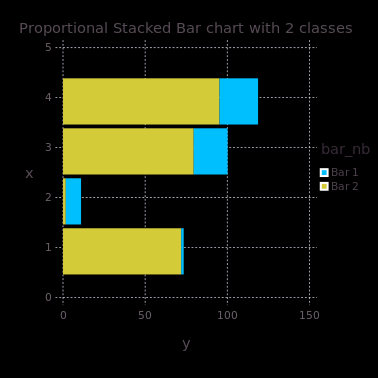 Proportional Stacked Bar chart with 2 classes
5
4
3
2
1
0
x
0 50 100 150
y
bar_nb
Bar 1
Bar 2